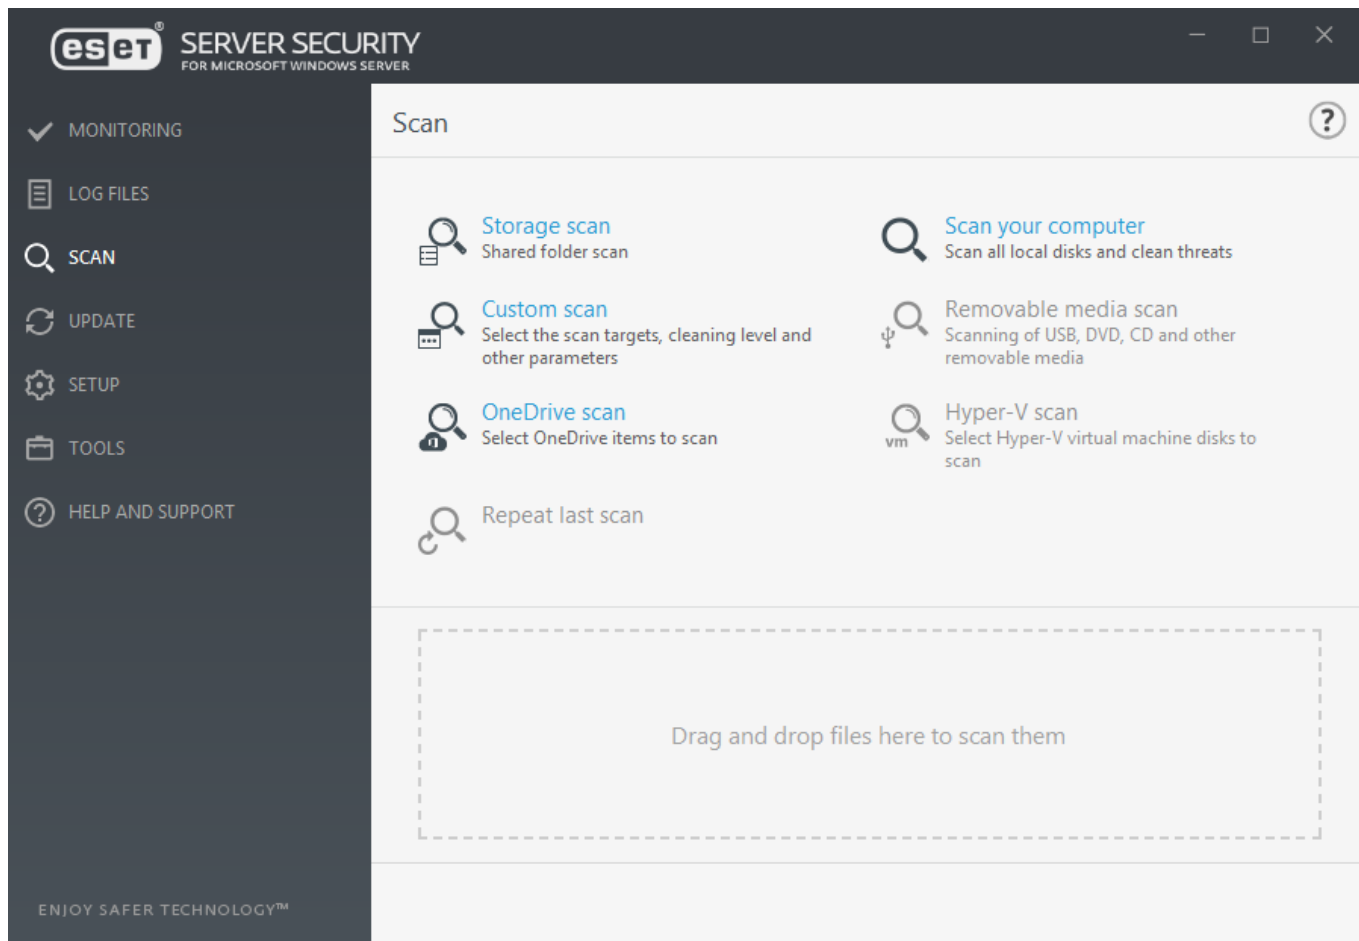 eset®
SERVER SECURITY
FOR MICROSOFT WINDOWS SERVER
MONITORING
LOG FILES
SCAN
UPDATE
SETUP
TOOLS
HELP AND SUPPORT
ENJOY SAFER TECHNOLOGY™
Scan
?
Storage scan
Shared folder scan
Scan your computer
Scan all local disks and clean threats
Custom scan
Select the scan targets, cleaning level and
other parameters
Removable media scan
Scanning of USB, DVD, CD and other
removable media
OneDrive scan
Select OneDrive items to scan
vm
Hyper-V scan
Select Hyper-V virtual machine disks to
scan
Repeat last scan
Drag and drop files here to scan them